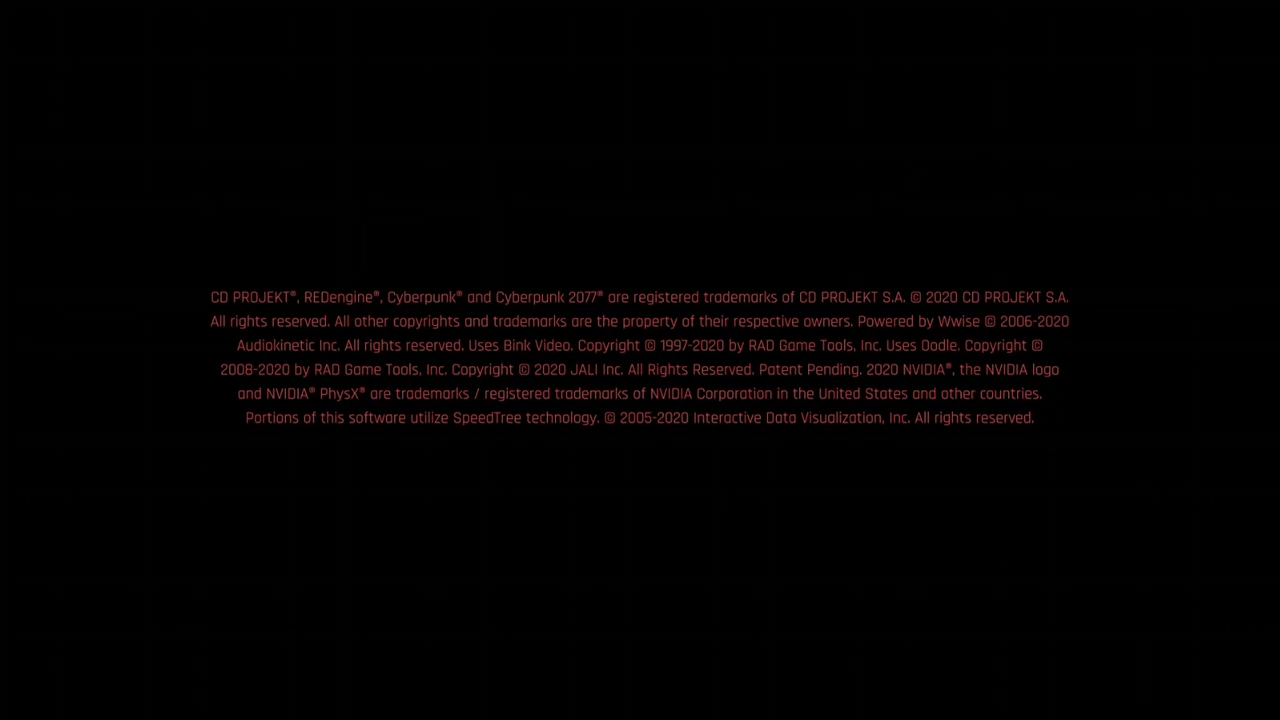 CD PROJEKT®, REDengine®, Cyberpunk® and Cyberpunk 2077® are registered trademarks of CD PROJEKT S.A. © 2020 CD PROJEKT S.A.
All rights reserved. All other copyrights and trademarks are the property of their respective owners. Powered by Wwise © 2006-2020
Audiokinetic Inc. All rights reserved. Uses Bink Video. Copyright © 1997-2020 by RAD Game Tools, Inc. Uses Oodle. Copyright ©
2008-2020 by RAD Game Tools, Inc. Copyright © 2020 JALI Inc. All Rights Reserved. Patent Pending. 2020 NVIDIA®, the NVIDIA logo
and NVIDIA® PhysX® are trademarks / registered trademarks of NVIDIA Corporation in the United States and other countries.
Portions of this software utilize SpeedTree technology. © 2005-2020 Interactive Data Visualization, Inc. All rights reserved.